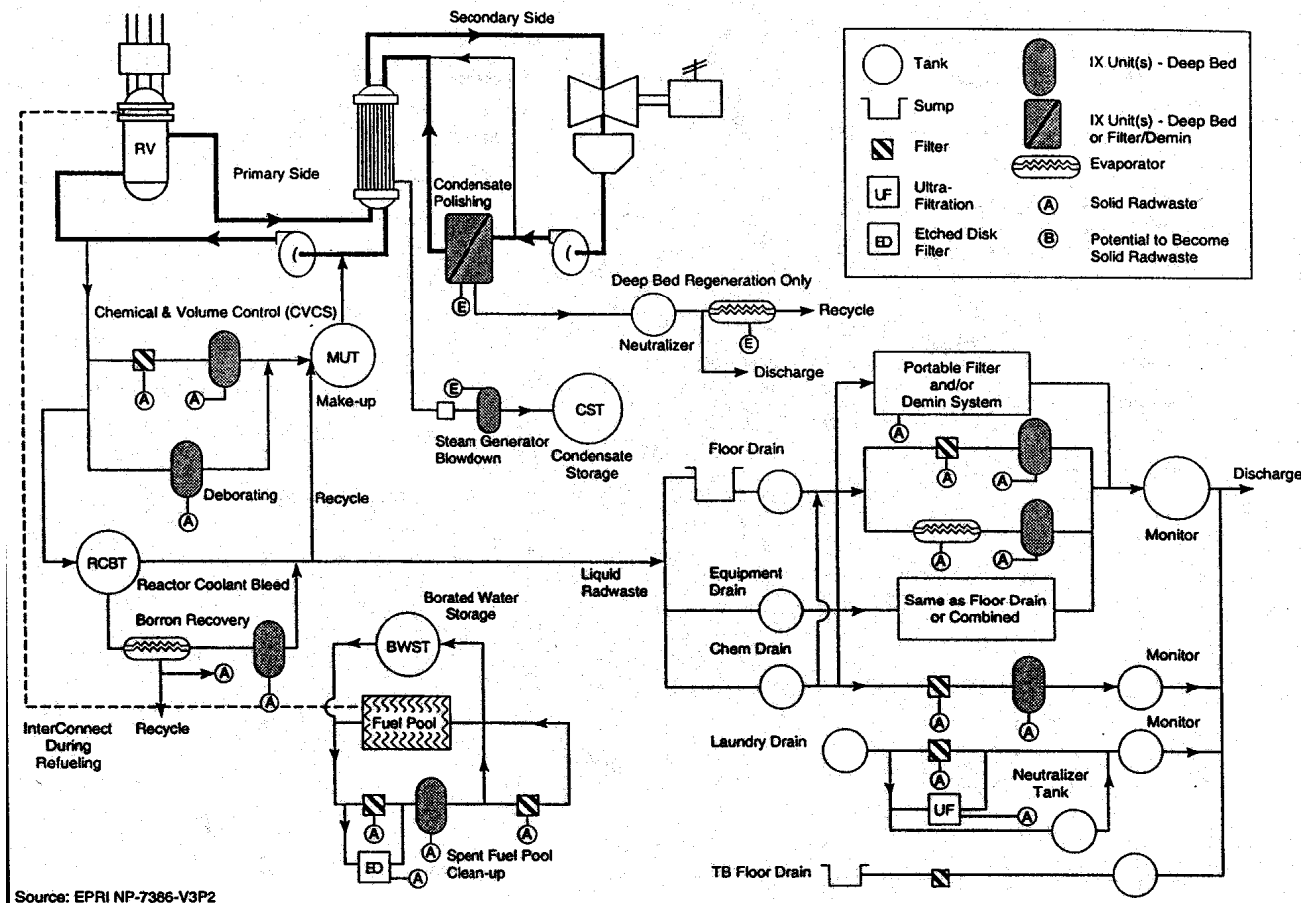 Secondary Side
RV
Primary Side
Condensate
Polishing
E
Tank
Sump
Filter
UF
Ultra-
Filtration
ED
Etched Disk
Filter
IX Unit(s) - Deep Bed
IX Unit(s) - Deep Bed
or Filter/Demin
Evaporator
A
Solid Radwaste
B
Potential to Become
Solid Radwaste
Chemical & Volume Control (CVCS)
MUT
Make-up
A
A
Deborating
A
Recycle
Deep Bed Regeneration Only
Neutralizer
E
Recycle
Discharge
E
Steam Generator
Blowdown
CST
Condensate
Storage
RCBT
Reactor Coolant Bleed
Borron Recovery
A
A
Recycle
InterConnect
During
Refueling
Borated Water
Storage
BWST
Fuel Pool
A
A
A
ED
A
Spent Fuel Pool
Clean-up
Liquid
Radwaste
Floor Drain
Equipment
Drain
Chem Drain
Portable Filter
and/or
Demin System
A
A
A
A
A
Same as Floor Drain
or Combined
Monitor
Discharge
A
A
Monitor
Laundry Drain
A
UF
A
Neutralizer
Tank
Monitor
TB Floor Drain
Source: EPRI NP-7386-V3P2